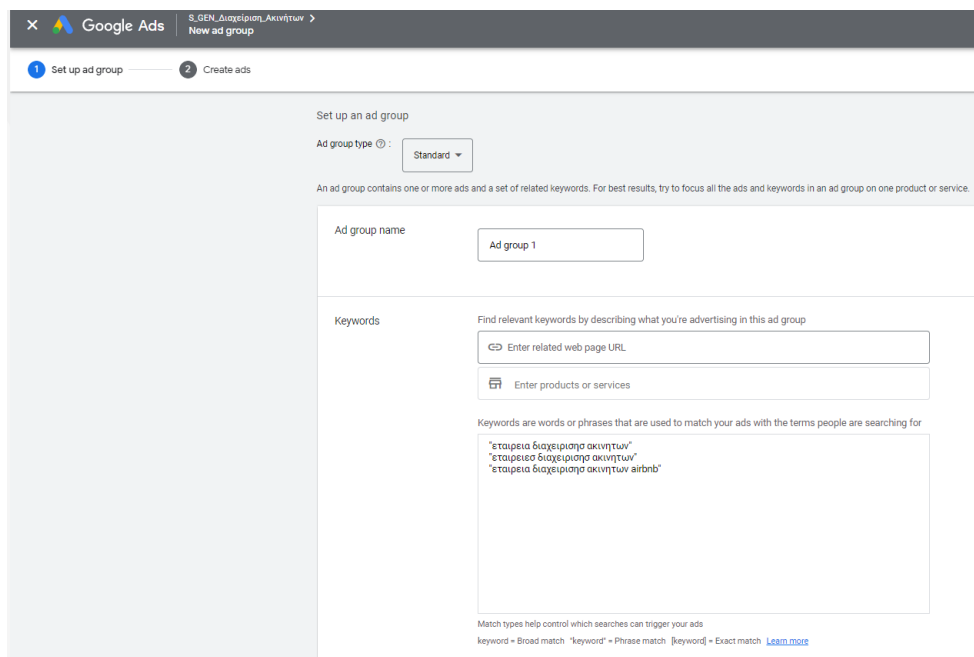 Google Ads
S_GEN_Διαχείριση_Ακινήτων
New ad group
1 Set up ad group
2 Create ads
Set up an ad group
Ad group type ? :
Standard
An ad group contains one or more ads and a set of related keywords. For best results, try to focus all the ads and keywords in an ad group on one product or service.
Ad group name
Ad group 1
Keywords
Find relevant keywords by describing what you're advertising in this ad group
Enter related web page URL
Enter products or services
Keywords are words or phrases that are used to match your ads with the terms people are searching for
"εταιρεια διαχειρισησ ακινητων"
"εταιρειεσ διαχειρισησ ακινητων"
"εταιρεια διαχειρισησ ακινητων airbnb"
Match types help control which searches can trigger your ads
keyword = Broad match "keyword" = Phrase match [keyword] = Exact match Learn more